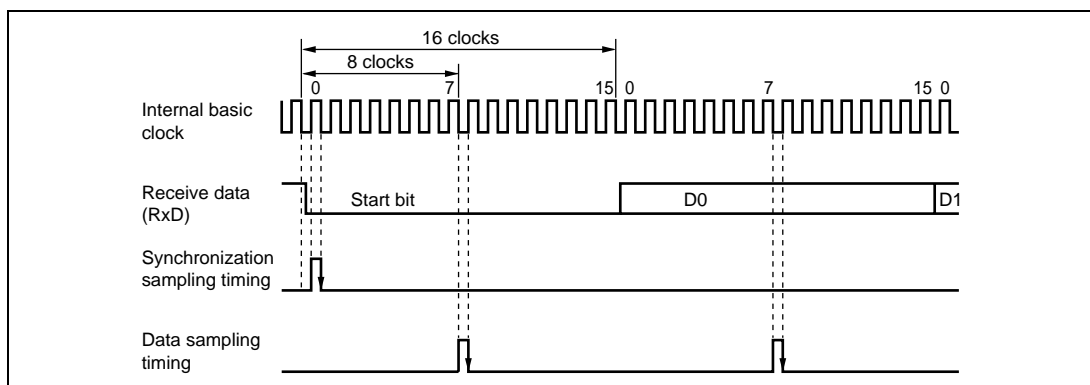 16 clocks
8 clocks
0 7 15 0 7 15 0
Internal basic
clock
Receive data
(RxD)
Start bit D0 D1
Synchronization
sampling timing
Data sampling
timing